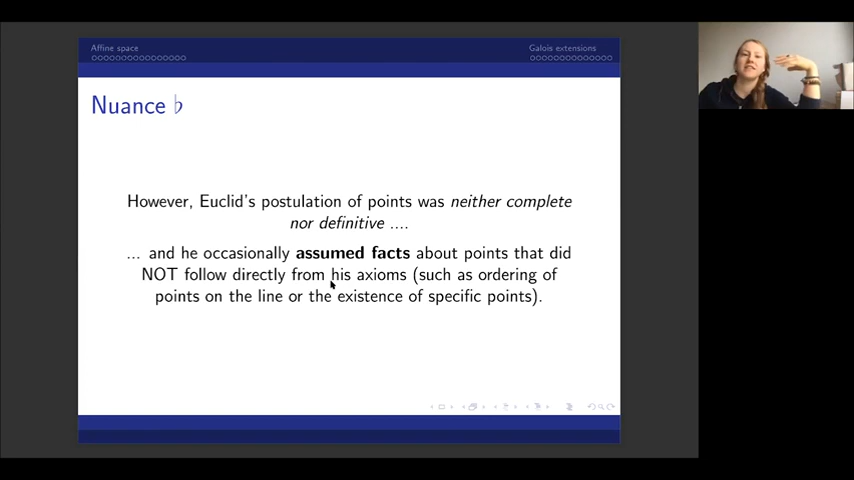 Affine space
Galois extensions
Nuance ♭
However, Euclid's postulation of points was neither complete
nor definitive ....
... and he occasionally assumed facts about points that did
NOT follow directly from his axioms (such as ordering of
points on the line or the existence of specific points).